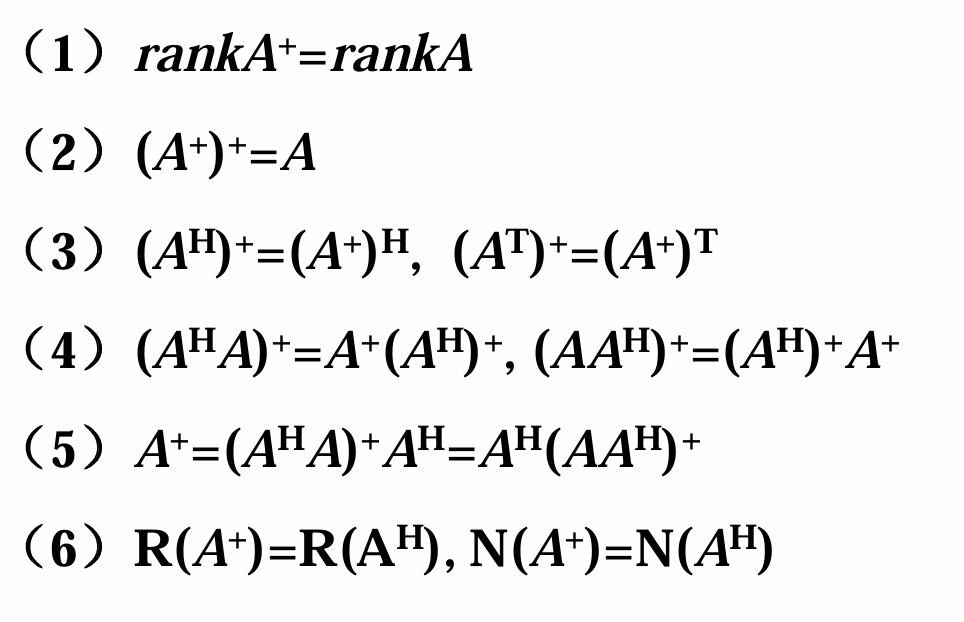 （1）rankA⁺=rankA
（2）(A⁺)⁺=A
（3）(Aᴴ)⁺=(A⁺)ᴴ, (Aᵀ)⁺=(A⁺)ᵀ
（4）(AᴴA)⁺=A⁺(Aᴴ)⁺, (AAᴴ)⁺=(Aᴴ)⁺A⁺
（5）A⁺=(AᴴA)⁺Aᴴ=Aᴴ(AAᴴ)⁺
（6）R(A⁺)=R(Aᴴ), N(A⁺)=N(Aᴴ)